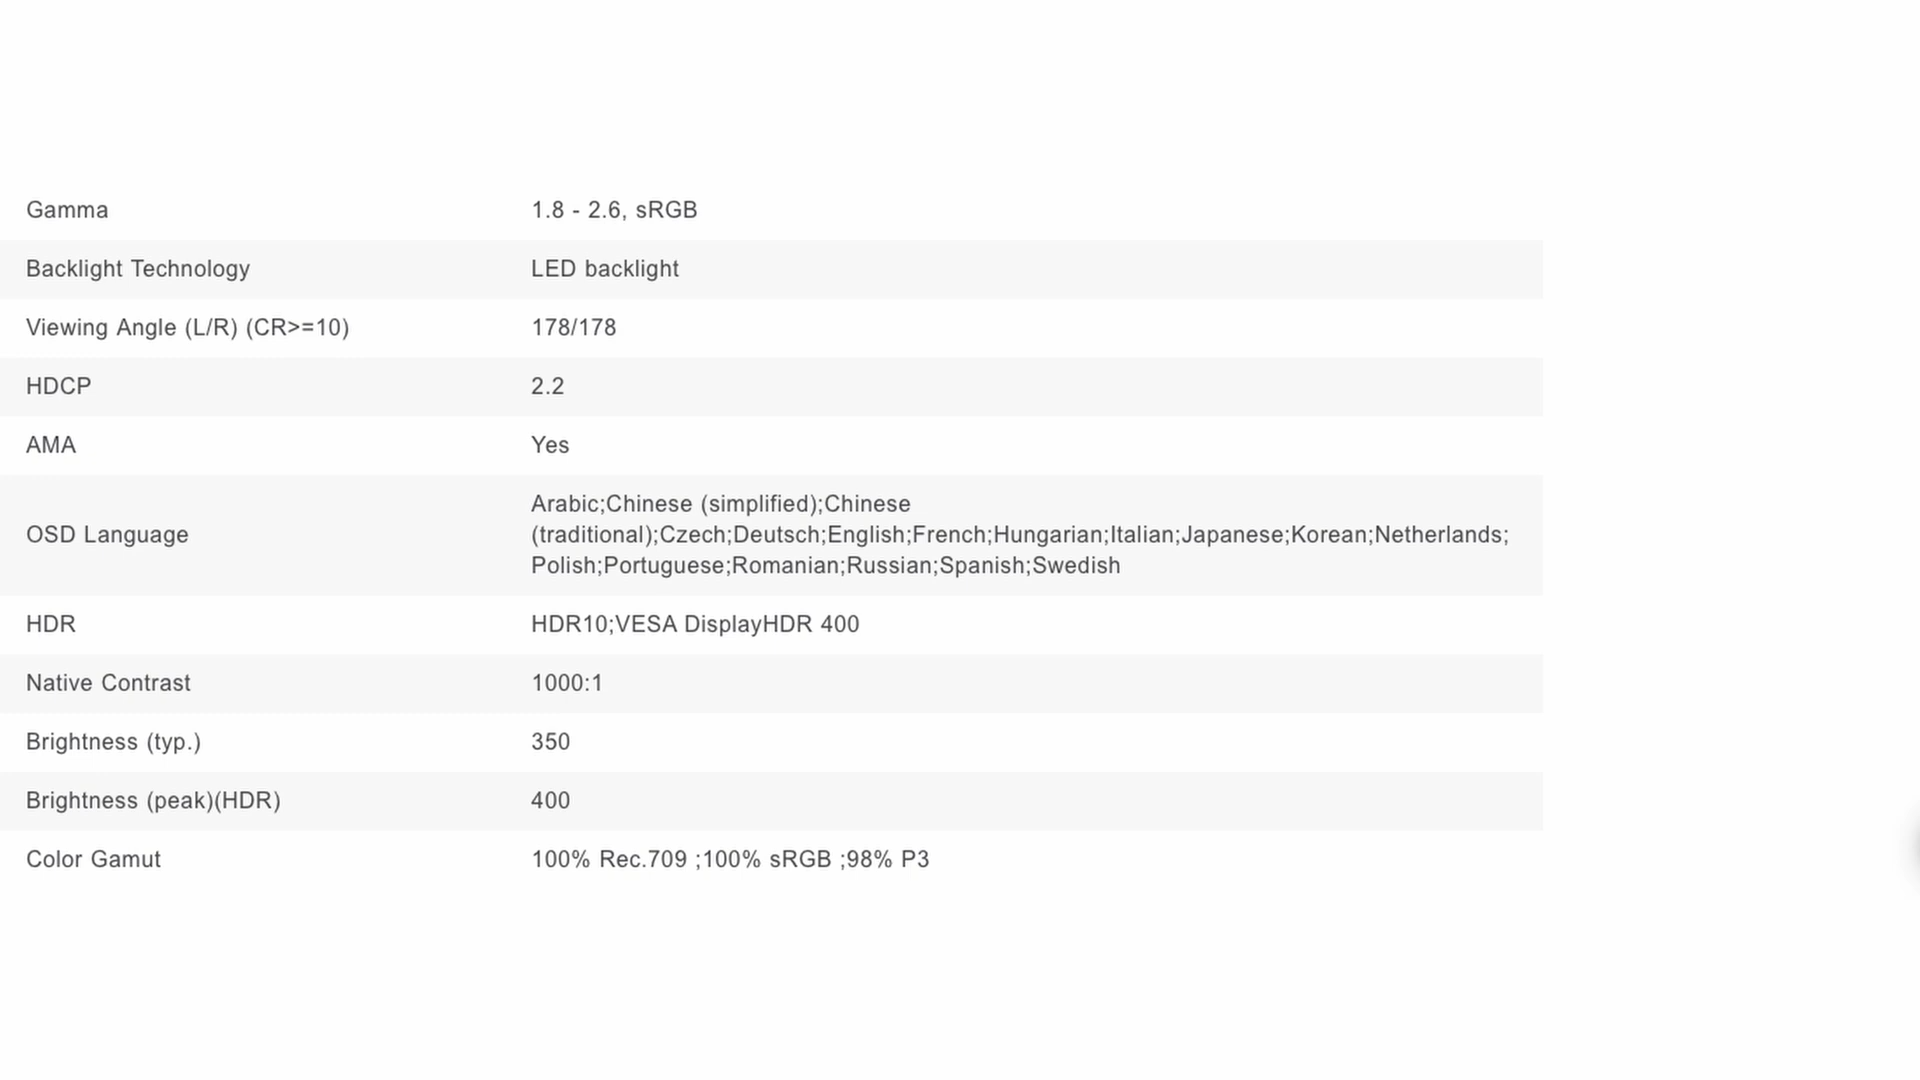 Gamma 1.8 - 2.6, sRGB
Backlight Technology LED backlight
Viewing Angle (L/R) (CR>=10) 178/178
HDCP 2.2
AMA Yes
Arabic;Chinese (simplified);Chinese
OSD Language (traditional);Czech;Deutsch;English;French;Hungarian;Italian;Japanese;Korean;Netherlands;
Polish;Portuguese;Romanian;Russian;Spanish;Swedish
HDR HDR10;VESA DisplayHDR 400
Native Contrast 1000:1
Brightness (typ.) 350
Brightness (peak)(HDR) 400
Color Gamut 100% Rec.709 ;100% sRGB ;98% P3